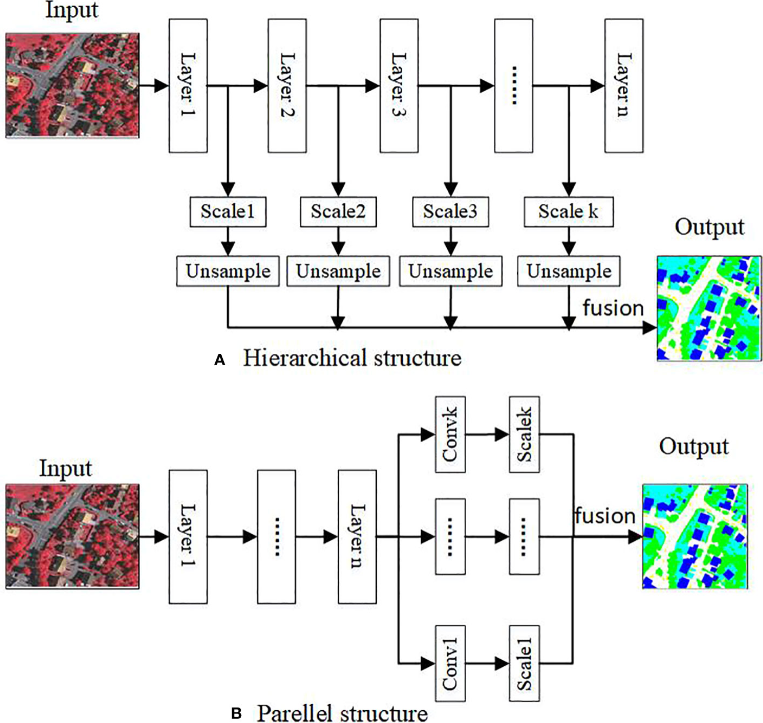 Input
Layer 1
Layer 2
Layer 3
......
Layer n
Scale1
Scale2
Scale3
Scale k
Unsample
Unsample
Unsample
Unsample
Output
fusion
A Hierarchical structure
Input
Layer 1
......
Layer n
Convk
Scalek
......
......
Conv1
Scale1
fusion
Output
B Parellel structure